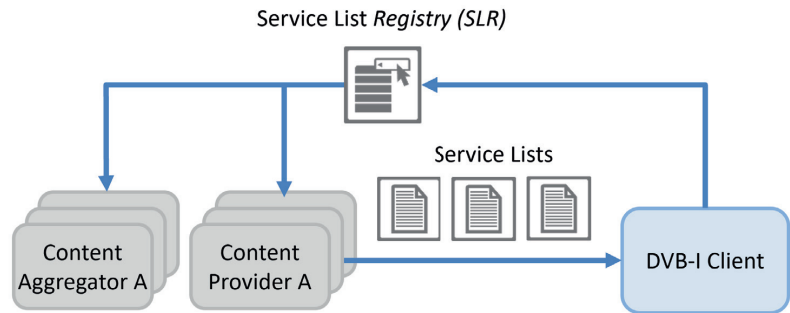 Service List Registry (SLR)
Service Lists
Content
Aggregator A
Content
Provider A
DVB-I Client